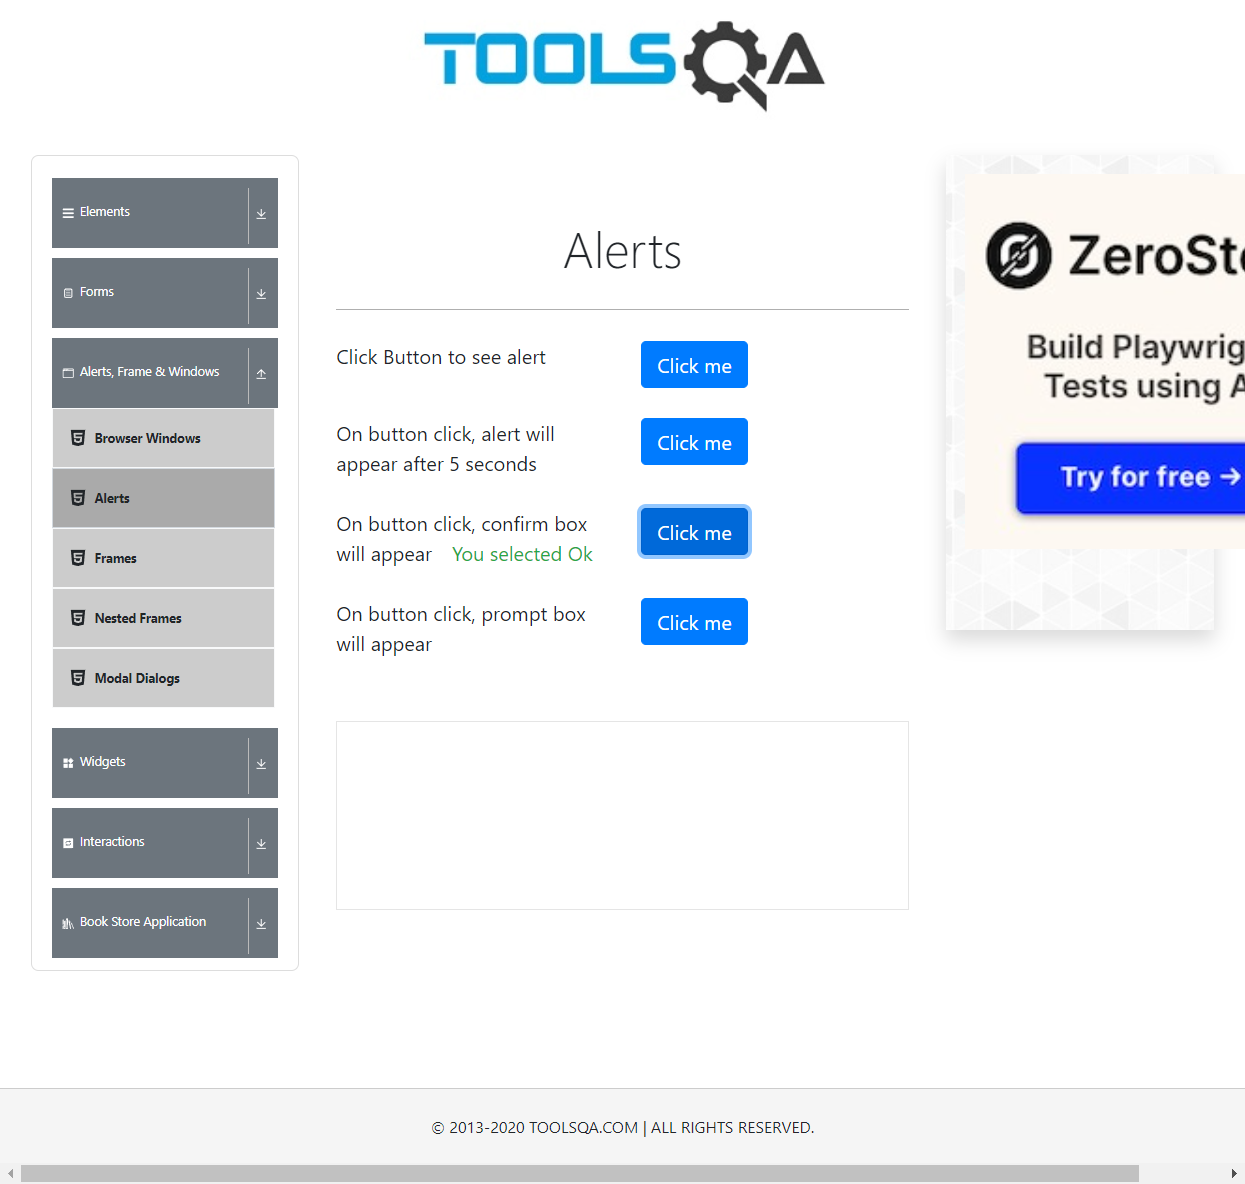 TOOLSQA
Elements
Forms
Alerts, Frame & Windows
Browser Windows
Alerts
Frames
Nested Frames
Modal Dialogs
Widgets
Interactions
Book Store Application
Alerts
Click Button to see alert
Click me
On button click, alert will
appear after 5 seconds
Click me
On button click, confirm box
will appear You selected Ok
Click me
On button click, prompt box
will appear
Click me
ZeroSte
Build Playwrig
Tests using A
Try for free →
© 2013-2020 TOOLSQA.COM | ALL RIGHTS RESERVED.